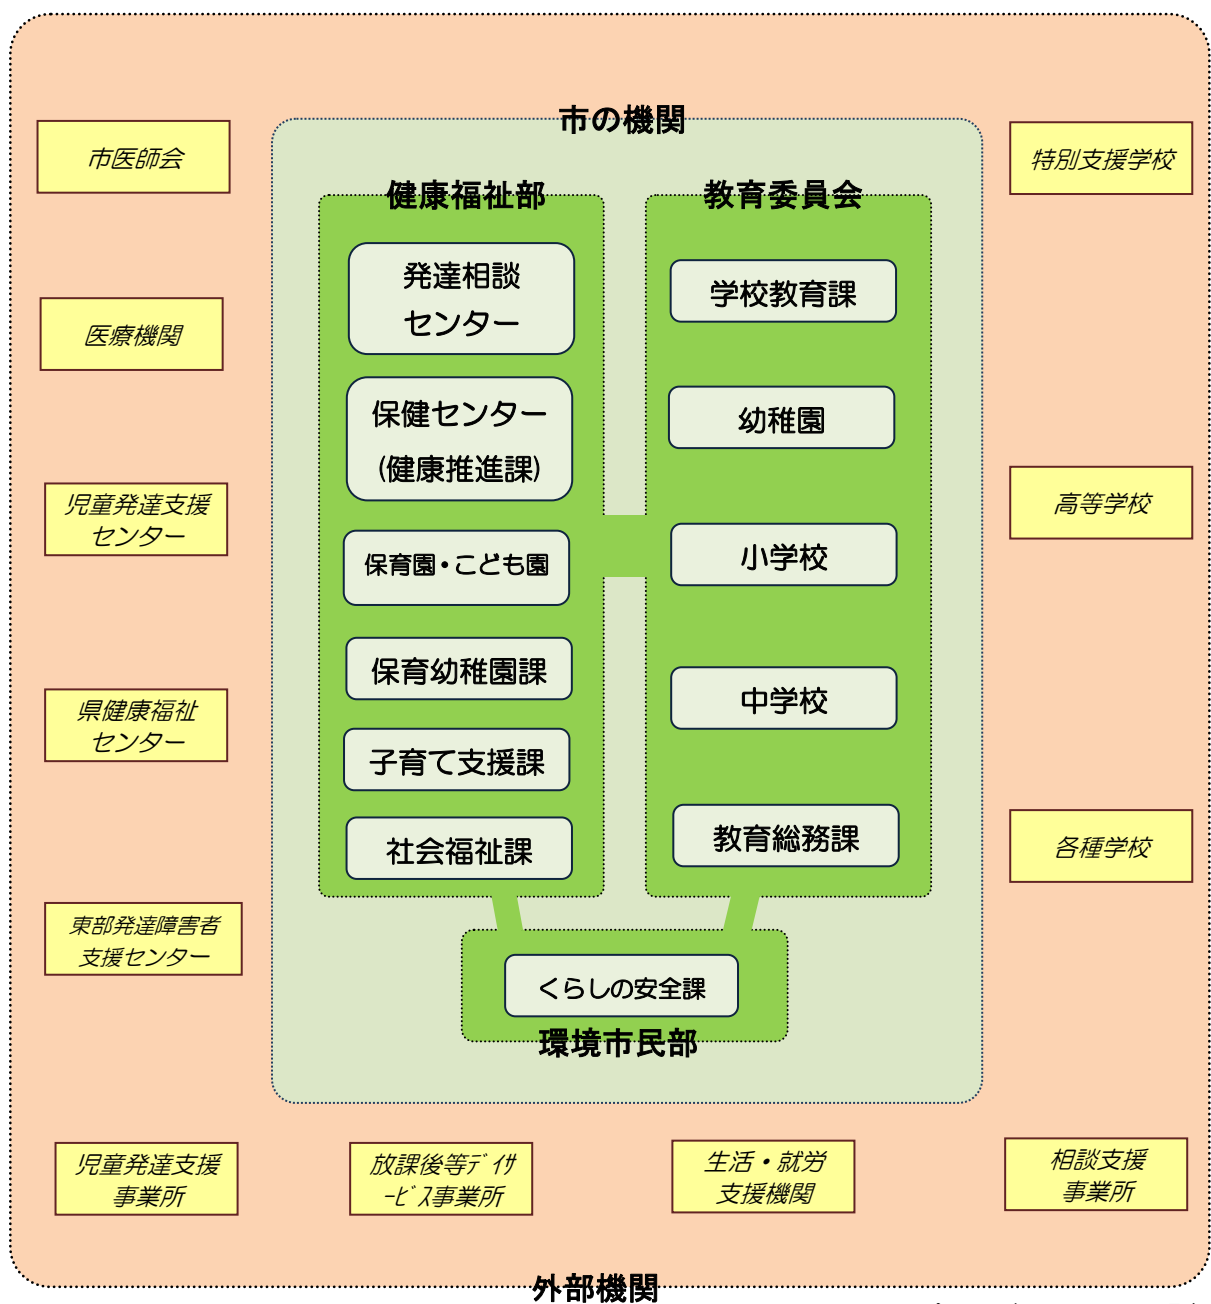 市の機関
健康福祉部
発達相談
センター
保健センター
(健康推進課)
保育園・こども園
保育幼稚園課
子育て支援課
社会福祉課
教育委員会
学校教育課
幼稚園
小学校
中学校
教育総務課
くらしの安全課
環境市民部
市医師会
医療機関
児童発達支援
センター
県健康福祉
センター
東部発達障害者
支援センター
特別支援学校
高等学校
各種学校
児童発達支援
事業所
放課後等ﾃﾞｲｻ
ｰﾋﾞｽ事業所
生活・就労
支援機関
相談支援
事業所
外部機関